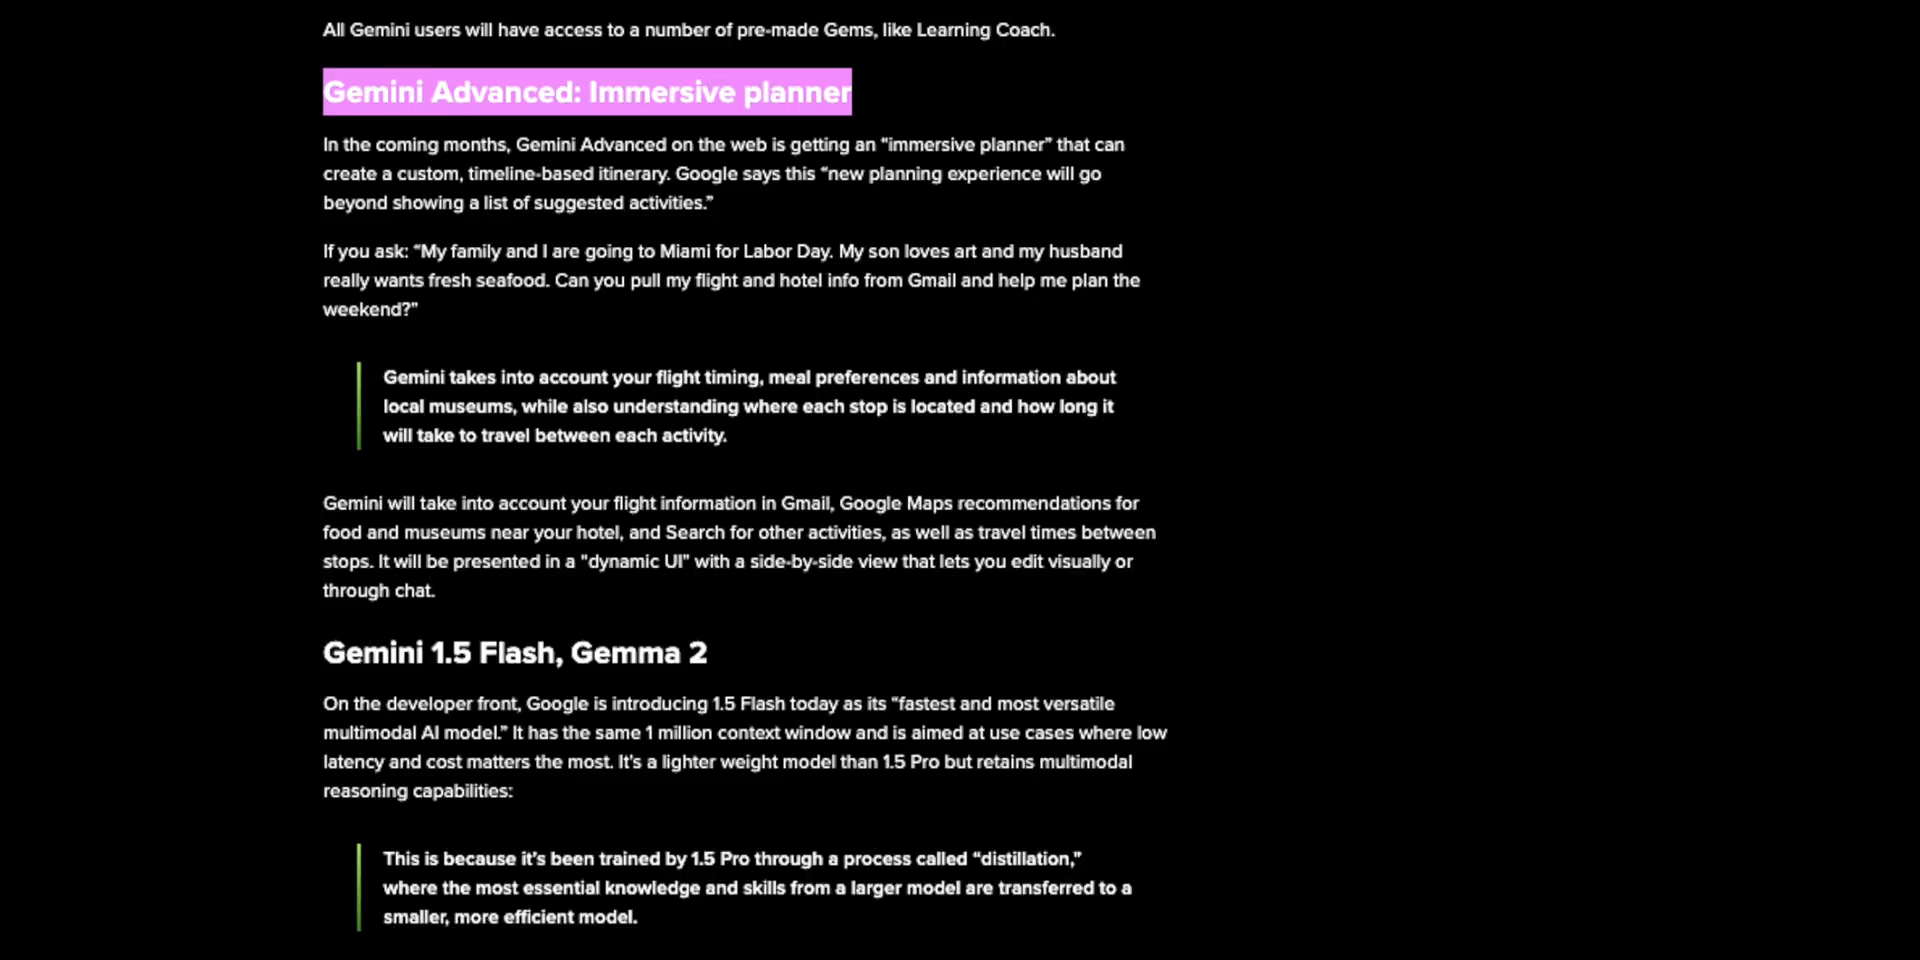 All Gemini users will have access to a number of pre-made Gems, like Learning Coach.
Gemini Advanced: Immersive planner
In the coming months, Gemini Advanced on the web is getting an “immersive planner” that can
create a custom, timeline-based itinerary. Google says this “new planning experience will go
beyond showing a list of suggested activities.”
If you ask: “My family and I are going to Miami for Labor Day. My son loves art and my husband
really wants fresh seafood. Can you pull my flight and hotel info from Gmail and help me plan the
weekend?”
Gemini takes into account your flight timing, meal preferences and information about
local museums, while also understanding where each stop is located and how long it
will take to travel between each activity.
Gemini will take into account your flight information in Gmail, Google Maps recommendations for
food and museums near your hotel, and Search for other activities, as well as travel times between
stops. It will be presented in a "dynamic UI" with a side-by-side view that lets you edit visually or
through chat.
Gemini 1.5 Flash, Gemma 2
On the developer front, Google is introducing 1.5 Flash today as its “fastest and most versatile
multimodal AI model.” It has the same 1 million context window and is aimed at use cases where low
latency and cost matters the most. It’s a lighter weight model than 1.5 Pro but retains multimodal
reasoning capabilities:
This is because it’s been trained by 1.5 Pro through a process called “distillation,”
where the most essential knowledge and skills from a larger model are transferred to a
smaller, more efficient model.